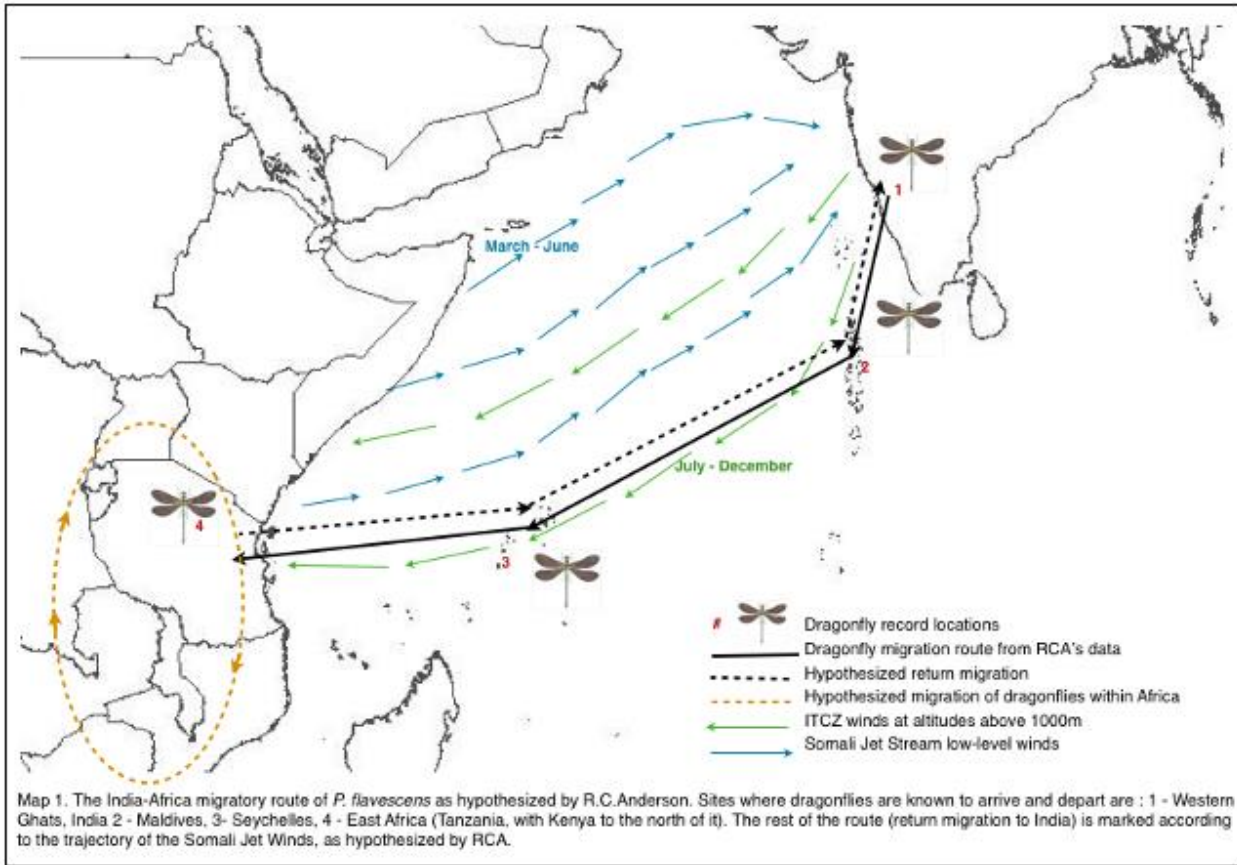 March - June
1
2
July - December
4
3
# Dragonfly record locations
Dragonfly migration route from RCA's data
Hypothesized return migration
Hypothesized migration of dragonflies within Africa
ITCZ winds at altitudes above 1000m
Somali Jet Stream low-level winds
Map 1. The India-Africa migratory route of P. flavescens as hypothesized by R.C.Anderson. Sites where dragonflies are known to arrive and depart are : 1 - Western
Ghats, India 2 - Maldives, 3- Seychelles, 4 - East Africa (Tanzania, with Kenya to the north of it). The rest of the route (return migration to India) is marked according
to the trajectory of the Somali Jet Winds, as hypothesized by RCA.